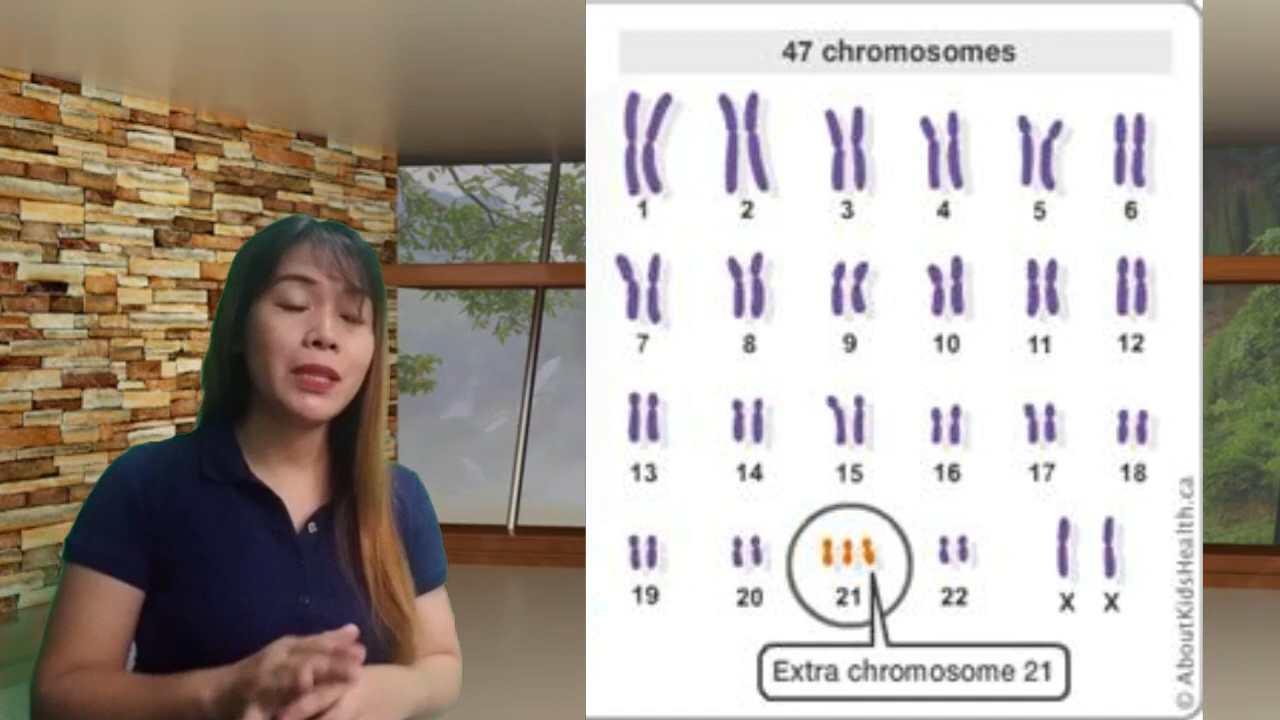 47 chromosomes
1 2 3 4 5 6
7 8 9 10 11 12
13 14 15 16 17 18
19 20 21 22 X X
Extra chromosome 21
© AboutKidsHealth.ca